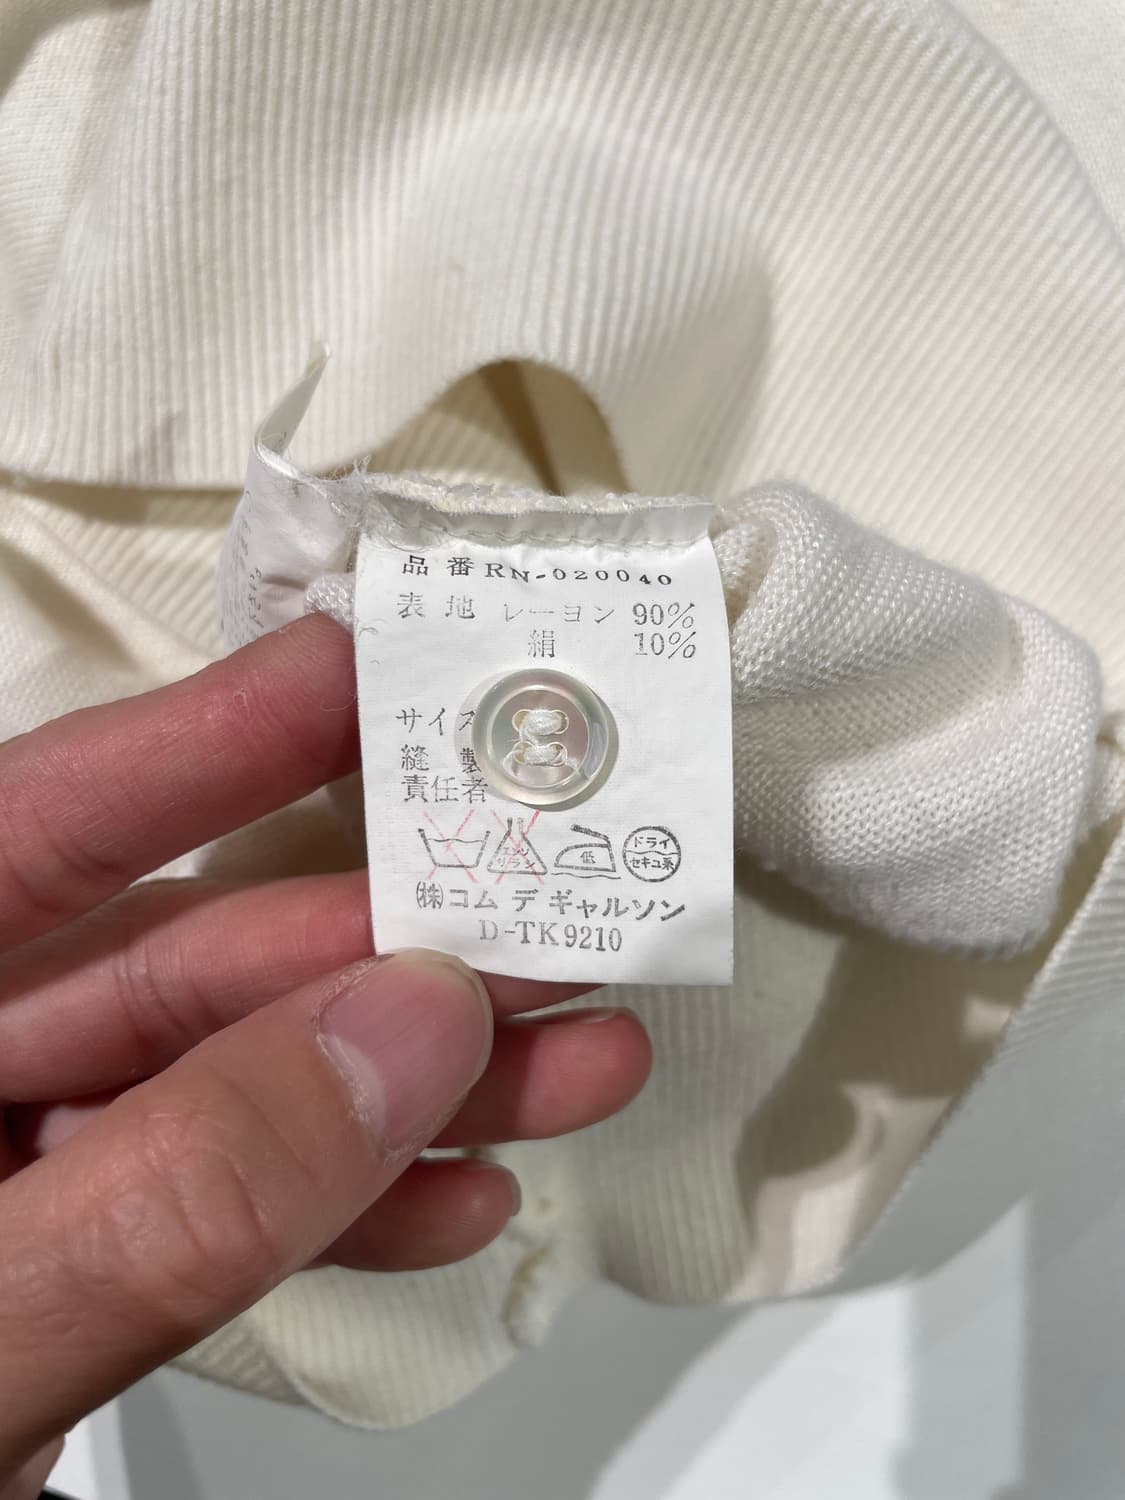 品番 RN-020040
表地 レーヨン 90%
絹 10%
サイズ
縫製
責任者
エンソ
サラシ
低
ドライ
セキユ系
(株)コム デ ギャルソン
D-TK9210